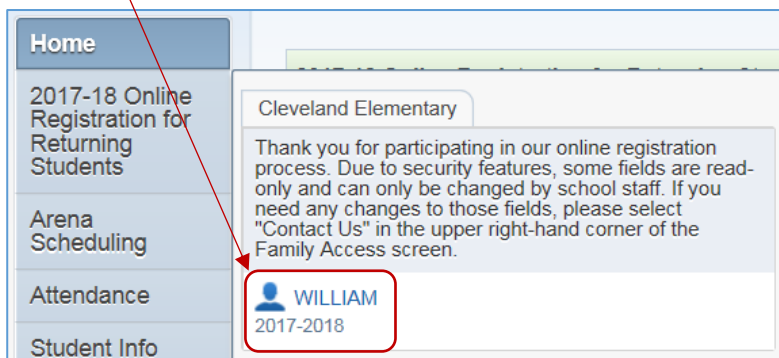 Home
2017-18 Online
Registration for
Returning
Students
Arena
Scheduling
Attendance
Student Info
Cleveland Elementary
Thank you for participating in our online registration
process. Due to security features, some fields are read-
only and can only be changed by school staff. If you
need any changes to those fields, please select
"Contact Us" in the upper right-hand corner of the
Family Access screen.
WILLIAM
2017-2018